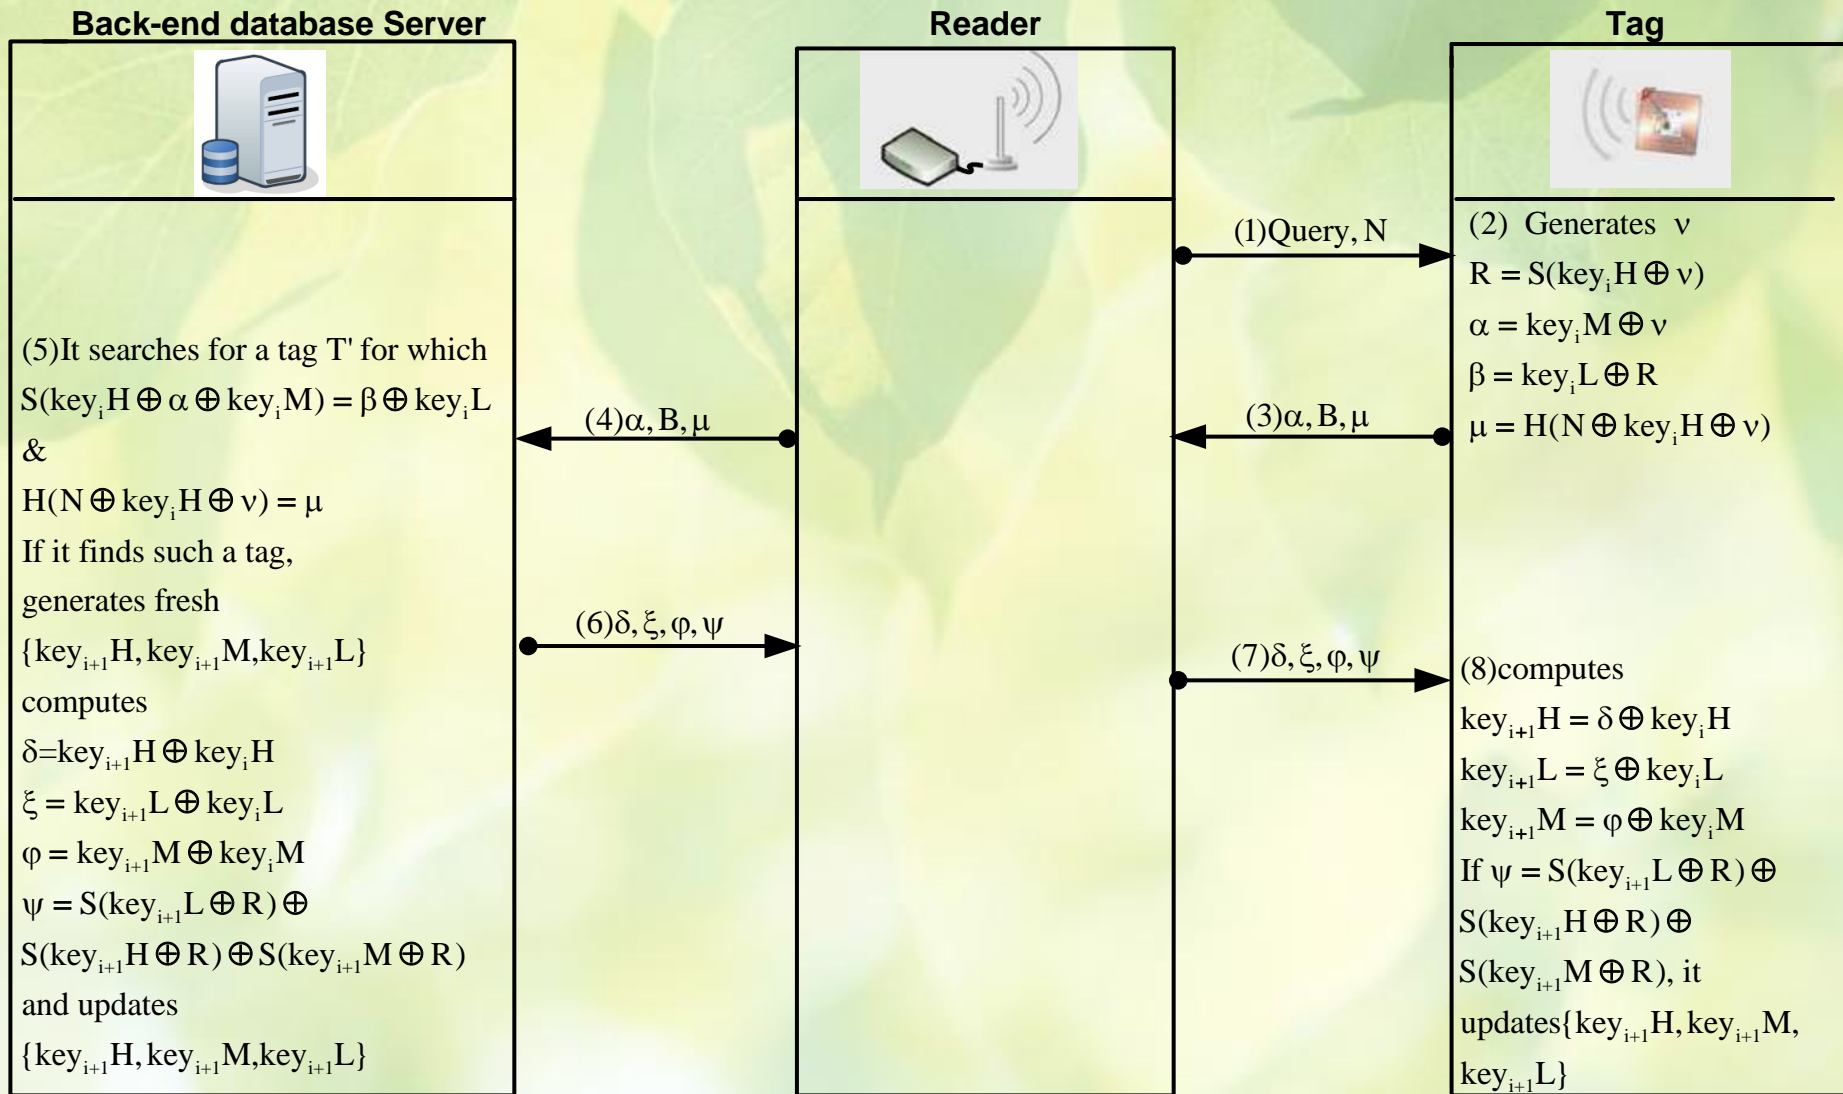 Back-end database Server
Reader
Tag
(1)Query, N
(2) Generates ν
R = S(keyᵢH ⊕ ν)
α = keyᵢM ⊕ ν
β = keyᵢL ⊕ R
μ = H(N ⊕ keyᵢH ⊕ ν)
(3)α, B, μ
(4)α, B, μ
(5)It searches for a tag T' for which
S(keyᵢH ⊕ α ⊕ keyᵢM) = β ⊕ keyᵢL
&
H(N ⊕ keyᵢH ⊕ ν) = μ
If it finds such a tag,
generates fresh
{keyᵢ₊₁H, keyᵢ₊₁M,keyᵢ₊₁L}
computes
δ=keyᵢ₊₁H ⊕ keyᵢH
ξ = keyᵢ₊₁L ⊕ keyᵢL
φ = keyᵢ₊₁M ⊕ keyᵢM
ψ = S(keyᵢ₊₁L ⊕ R) ⊕
S(keyᵢ₊₁H ⊕ R) ⊕ S(keyᵢ₊₁M ⊕ R)
and updates
{keyᵢ₊₁H, keyᵢ₊₁M,keyᵢ₊₁L}
(6)δ, ξ, φ, ψ
(7)δ, ξ, φ, ψ
(8)computes
keyᵢ₊₁H = δ ⊕ keyᵢH
keyᵢ₊₁L = ξ ⊕ keyᵢL
keyᵢ₊₁M = φ ⊕ keyᵢM
If ψ = S(keyᵢ₊₁L ⊕ R) ⊕
S(keyᵢ₊₁H ⊕ R) ⊕
S(keyᵢ₊₁M ⊕ R), it
updates{keyᵢ₊₁H, keyᵢ₊₁M,
keyᵢ₊₁L}